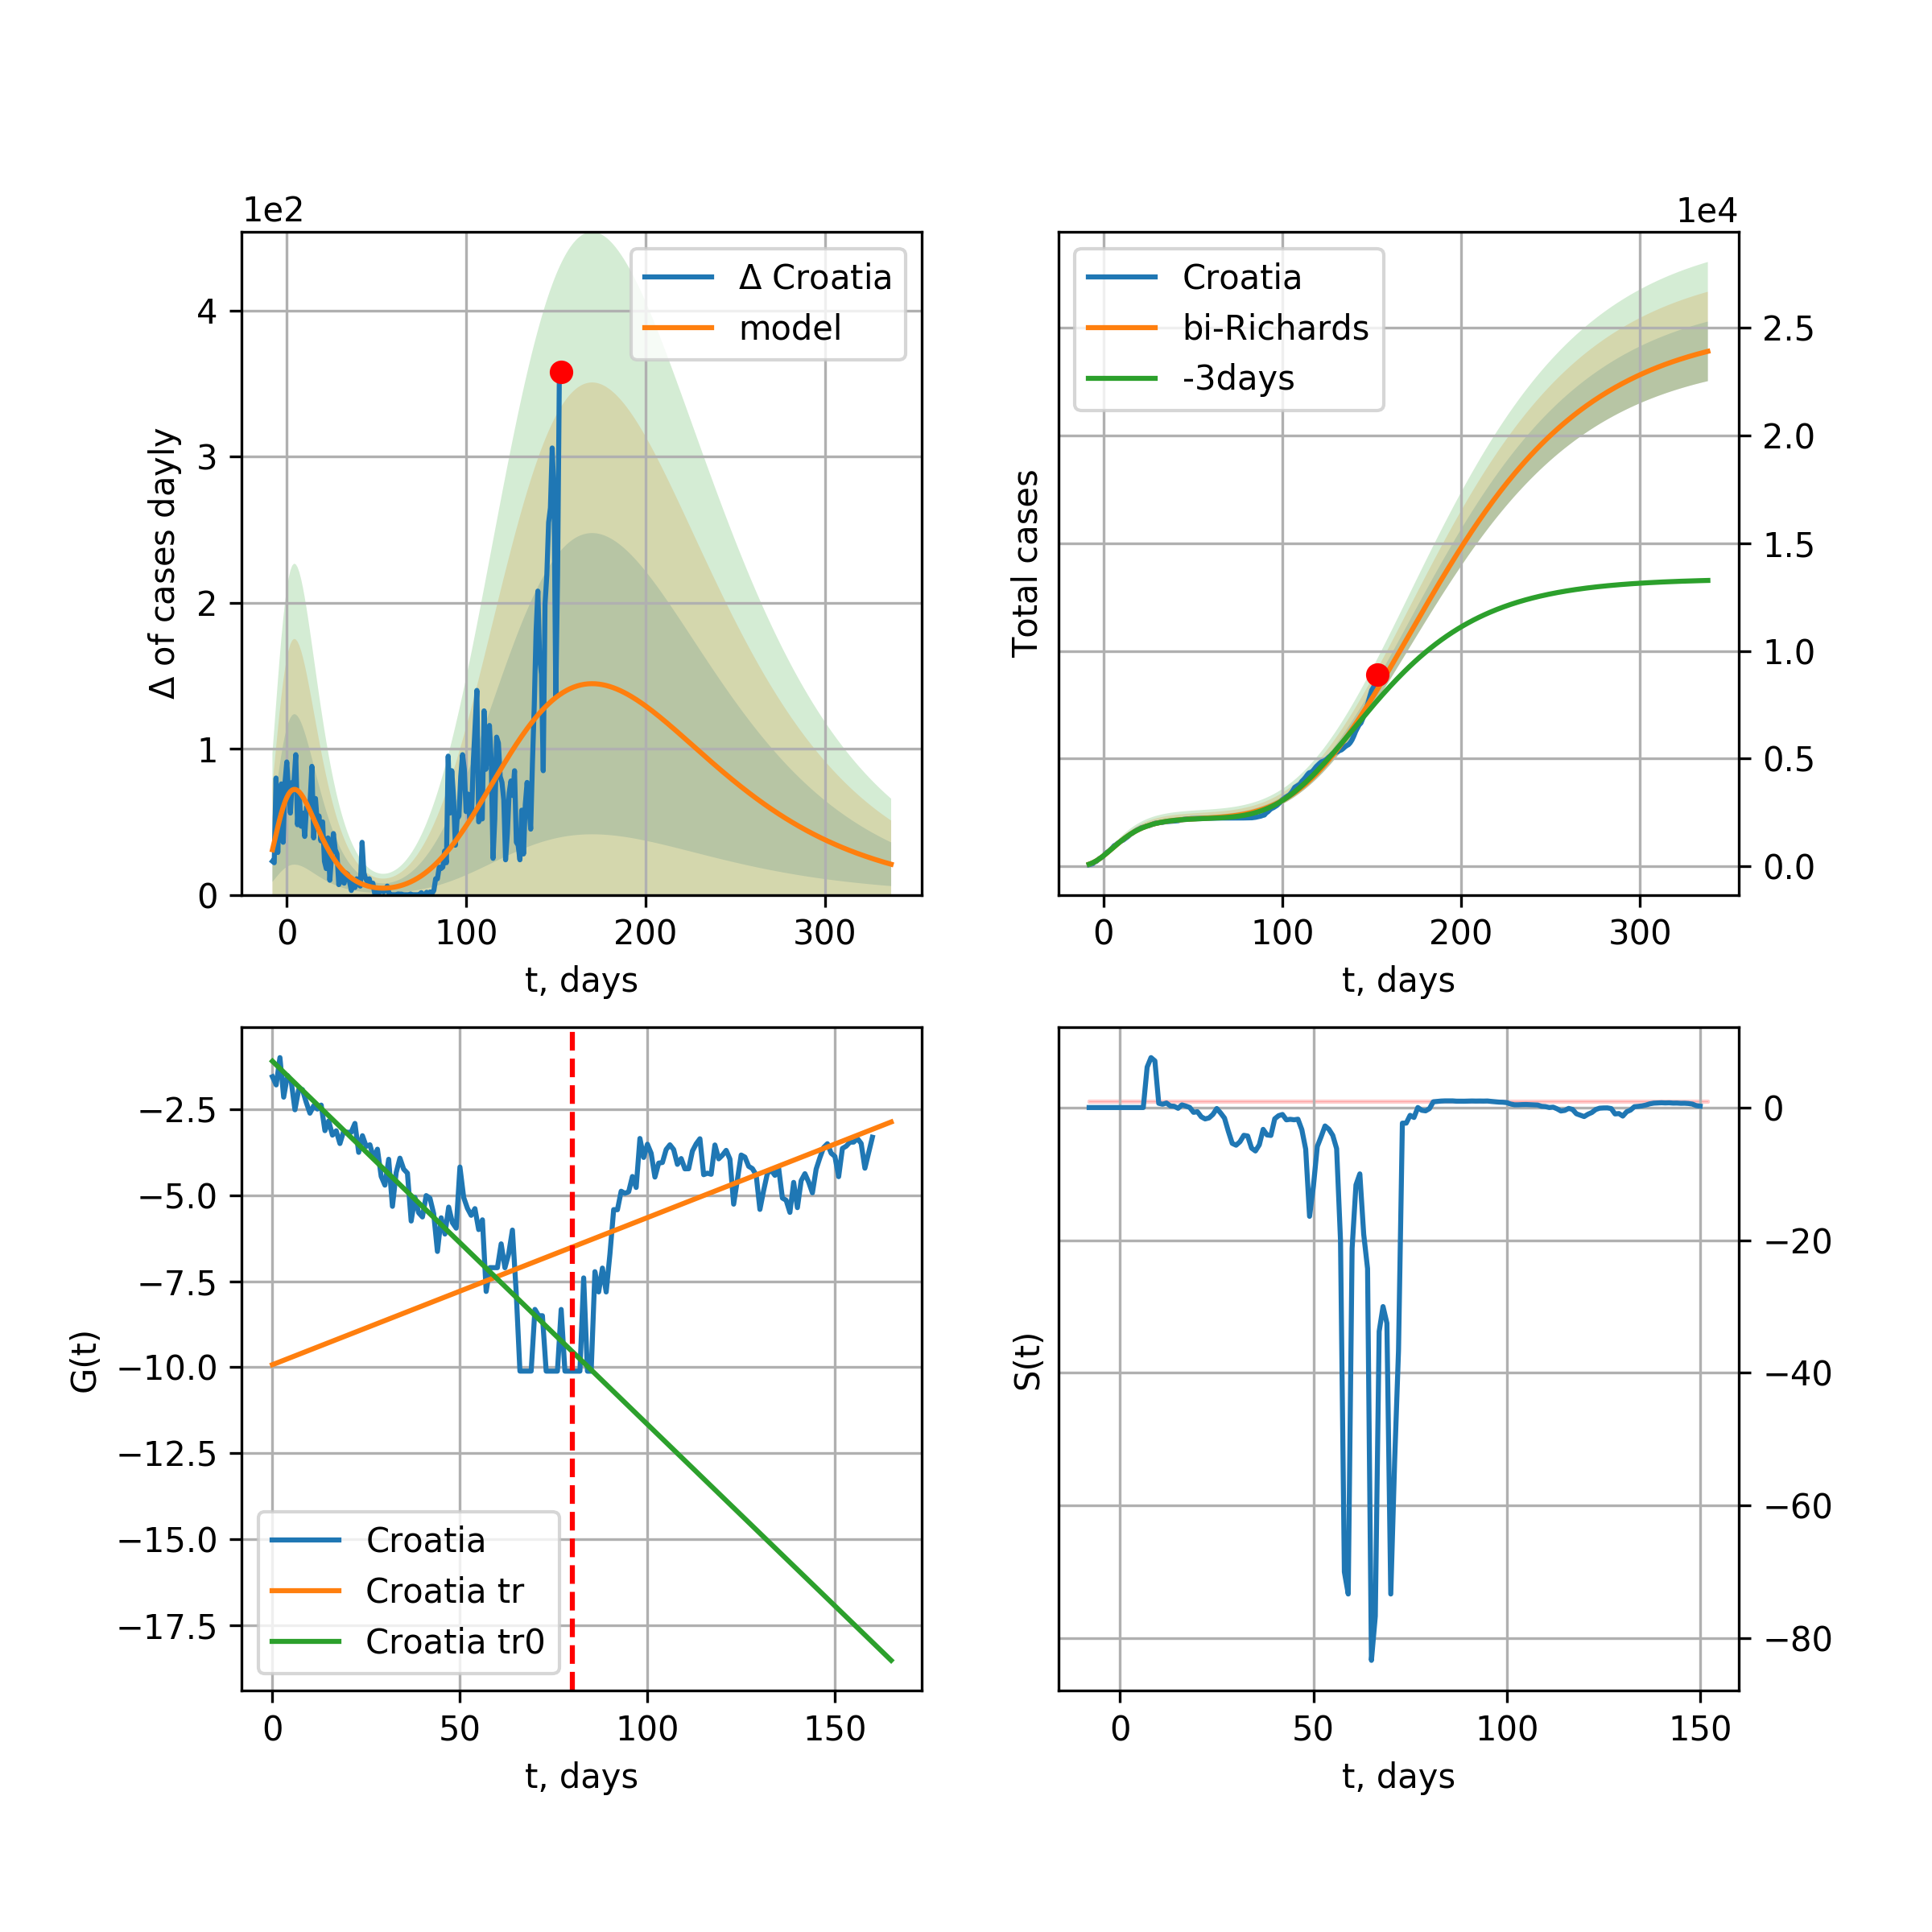 1e2
Δ Croatia
model
4
3
2
1
0
Δ of cases dayly
0 100 200 300
t, days
1e4
Croatia
bi-Richards
-3days
Total cases
2.5
2.0
1.5
1.0
0.5
0.0
0 100 200 300
t, days
G(t)
−2.5
−5.0
−7.5
−10.0
−12.5
−15.0
−17.5
Croatia
Croatia tr
Croatia tr0
0 50 100 150
t, days
S(t)
0
−20
−40
−60
−80
0 50 100 150
t, days